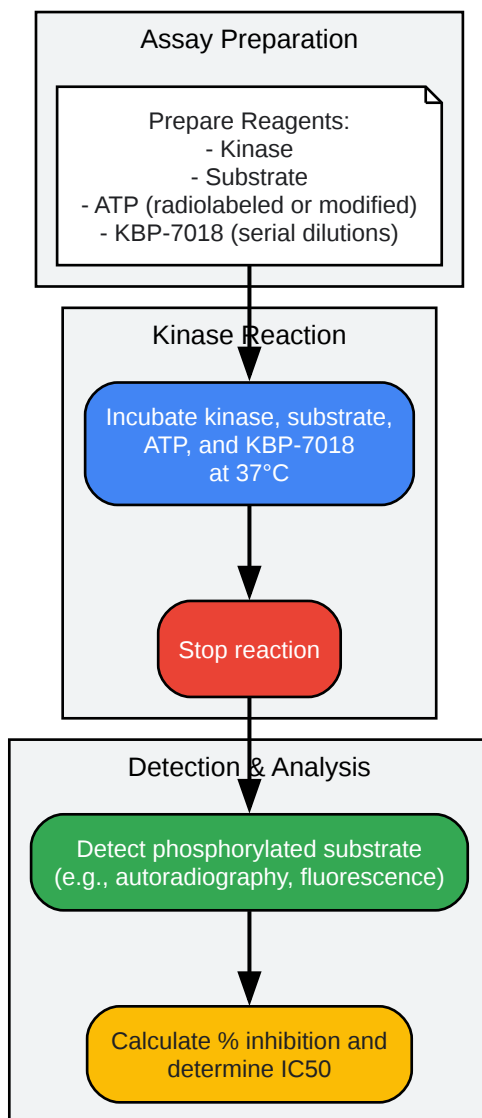 Assay Preparation
Prepare Reagents:
- Kinase
- Substrate
- ATP (radiolabeled or modified)
- KBP-7018 (serial dilutions)
Kinase Reaction
Incubate kinase, substrate,
ATP, and KBP-7018
at 37°C
Stop reaction
Detection & Analysis
Detect phosphorylated substrate
(e.g., autoradiography, fluorescence)
Calculate % inhibition and
determine IC50